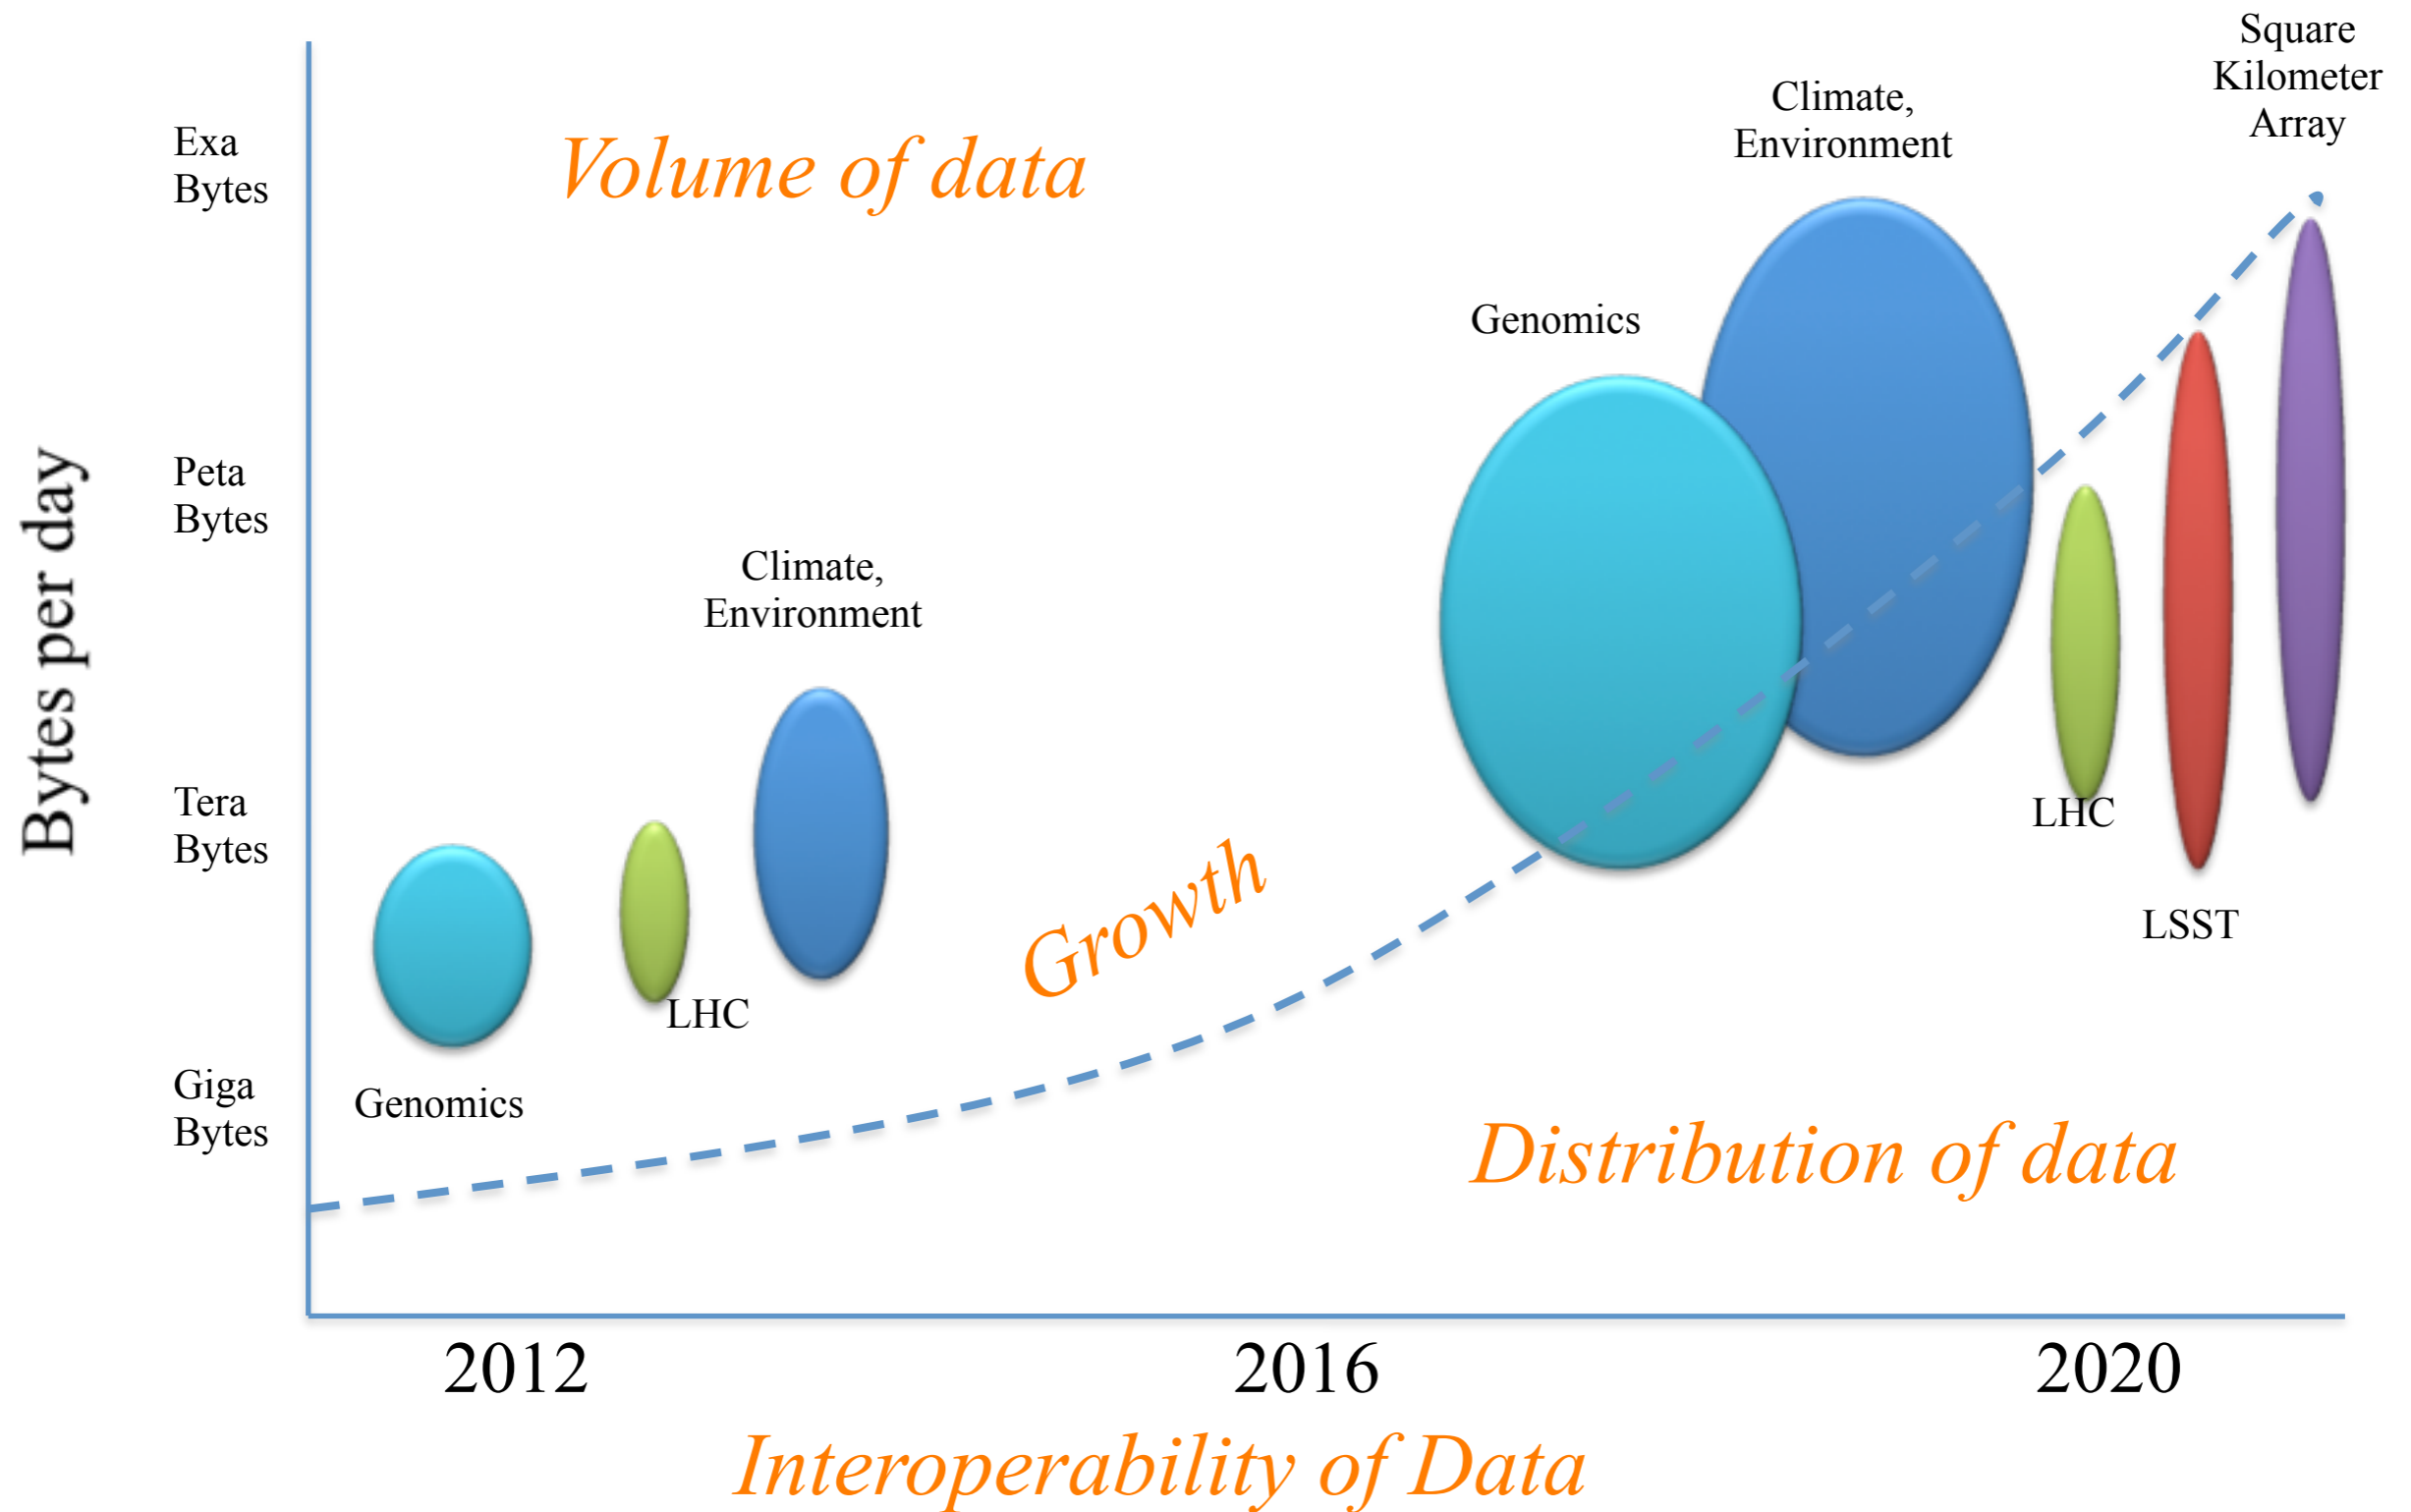 Square
Kilometer
Array
Climate,
Environment
Exa
Bytes
Volume of data
Genomics
Peta
Bytes
Bytes per day
Climate,
Environment
Tera
Bytes
LHC
Growth
LSST
LHC
Giga
Bytes
Genomics
Distribution of data
2012
2016
2020
Interoperability of Data